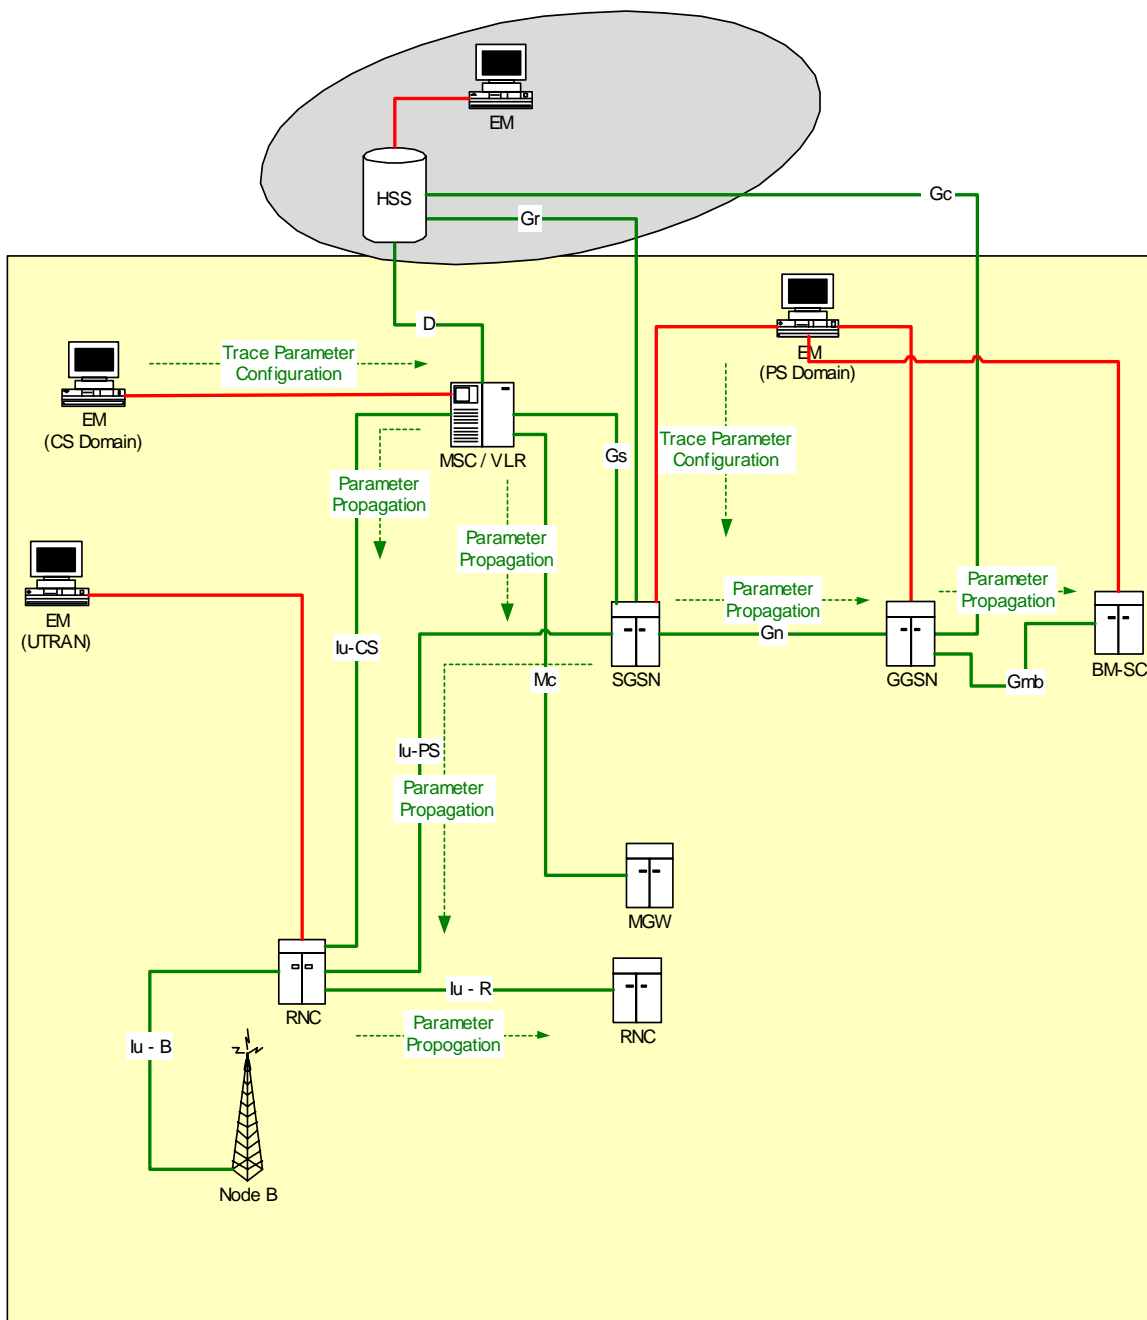 EM
HSS
Gc
Gr
D
EM
(PS Domain)
Trace Parameter
Configuration
EM
(CS Domain)
MSC / VLR
Gs
Trace Parameter
Configuration
Parameter
Propagation
Parameter
Propagation
EM
(UTRAN)
Parameter
Propagation
Parameter
Propagation
Iu-CS
Gn
SGSN
GGSN
BM-SC
Mc
Gmb
Iu-PS
Parameter
Propagation
MGW
Iu - R
RNC
RNC
Parameter
Propogation
Iu - B
Node B